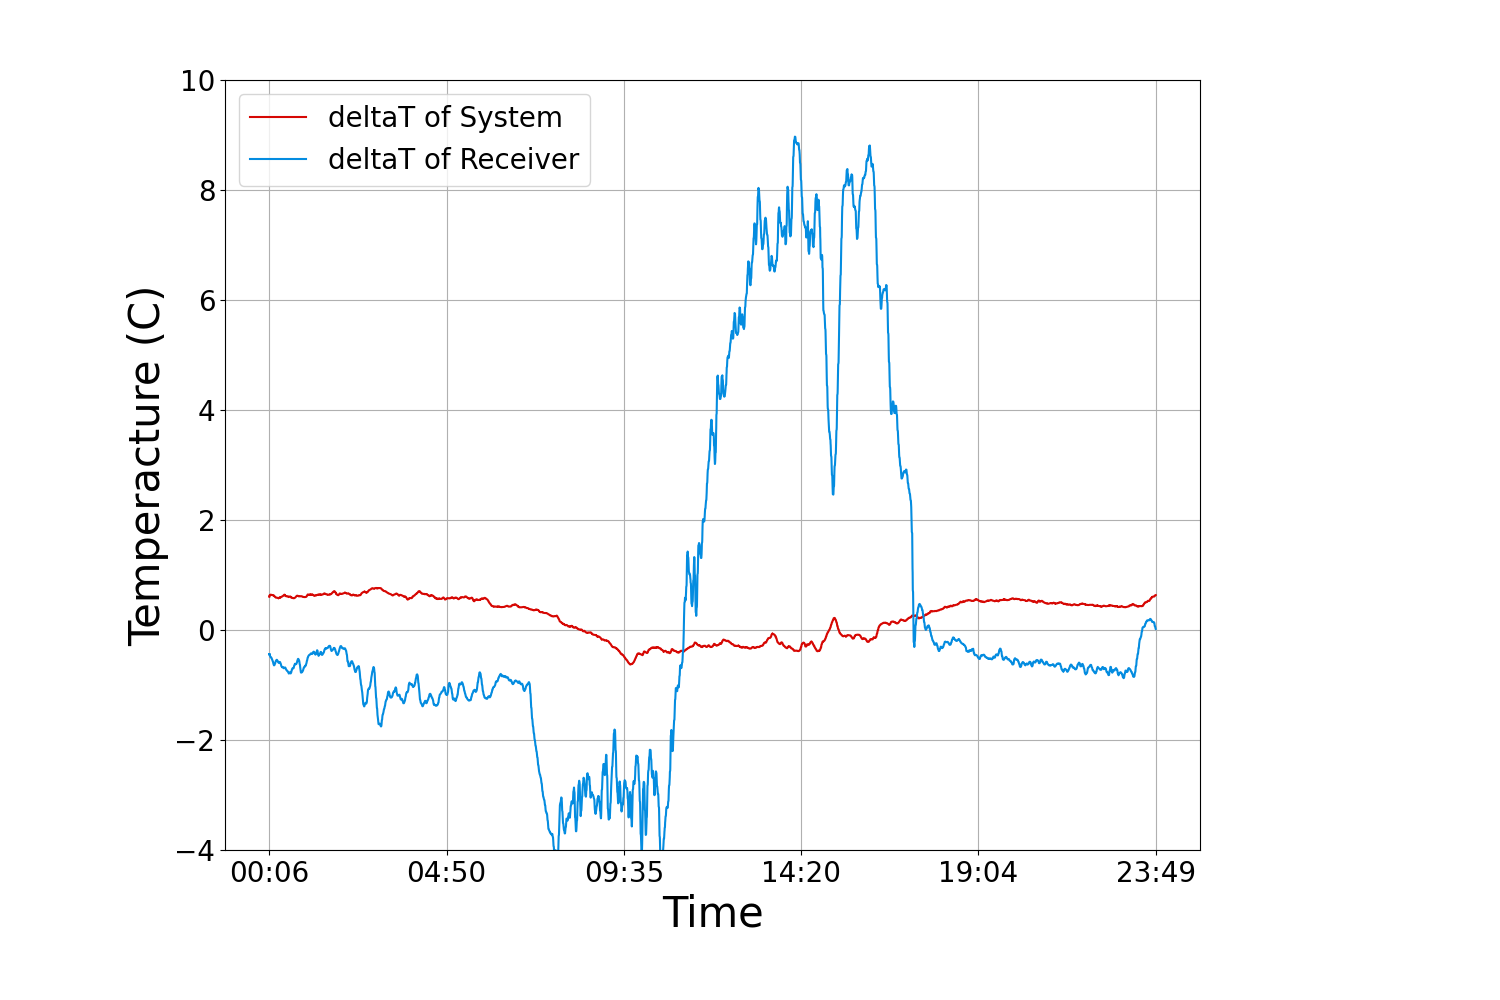 10
8
6
4
2
0
−2
−4
deltaT of System
deltaT of Receiver
Temperacture (C)
00:06 04:50 09:35 14:20 19:04 23:49
Time